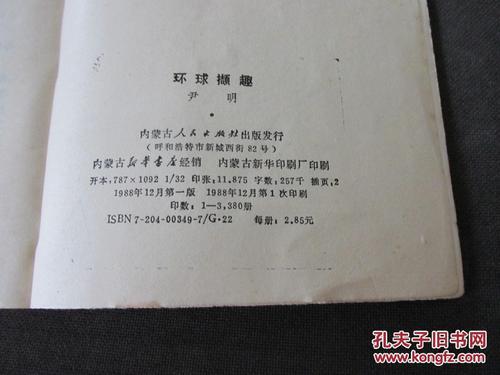 环球撷趣
尹 明
·
内蒙古人民出版社出版发行
(呼和浩特市新城西街82号)
内蒙古新华书店经销 内蒙古新华印刷厂印刷
开本,787×1092 1/32 印张:11.875 字数:257千 插页,2
1988年12月第一版 1988年12月第1次印刷
印数:1—3,380册
ISBN 7-204-00349-7/G·22 每册:2.85元
孔夫子旧书网
www.kongfz.com